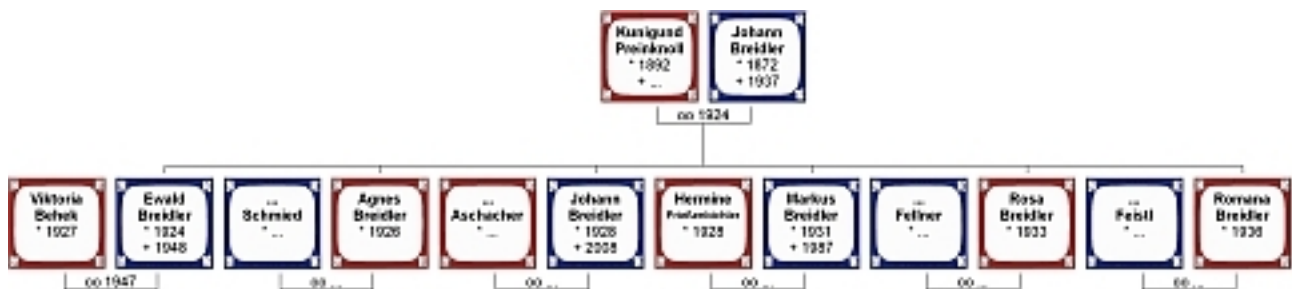 Kunigund
Preinknoll
* 1892
+ ...
Johann
Breidler
* 1872
+ 1937
oo 1924
Viktoria
Behek
* 1927
Ewald
Breidler
* 1924
+ 1948
...
Schmied
* ...
Agnes
Breidler
* 1926
...
Aschacher
* ...
Johann
Breidler
* 1928
+ 2008
Hermine
* 1928
Markus
Breidler
* 1931
+ 1987
...
Fellner
* ...
Rosa
Breidler
* 1933
...
Feistl
* ...
Romana
Breidler
* 1936
oo 1947
oo ...
oo ...
oo ...
oo ...
oo ...